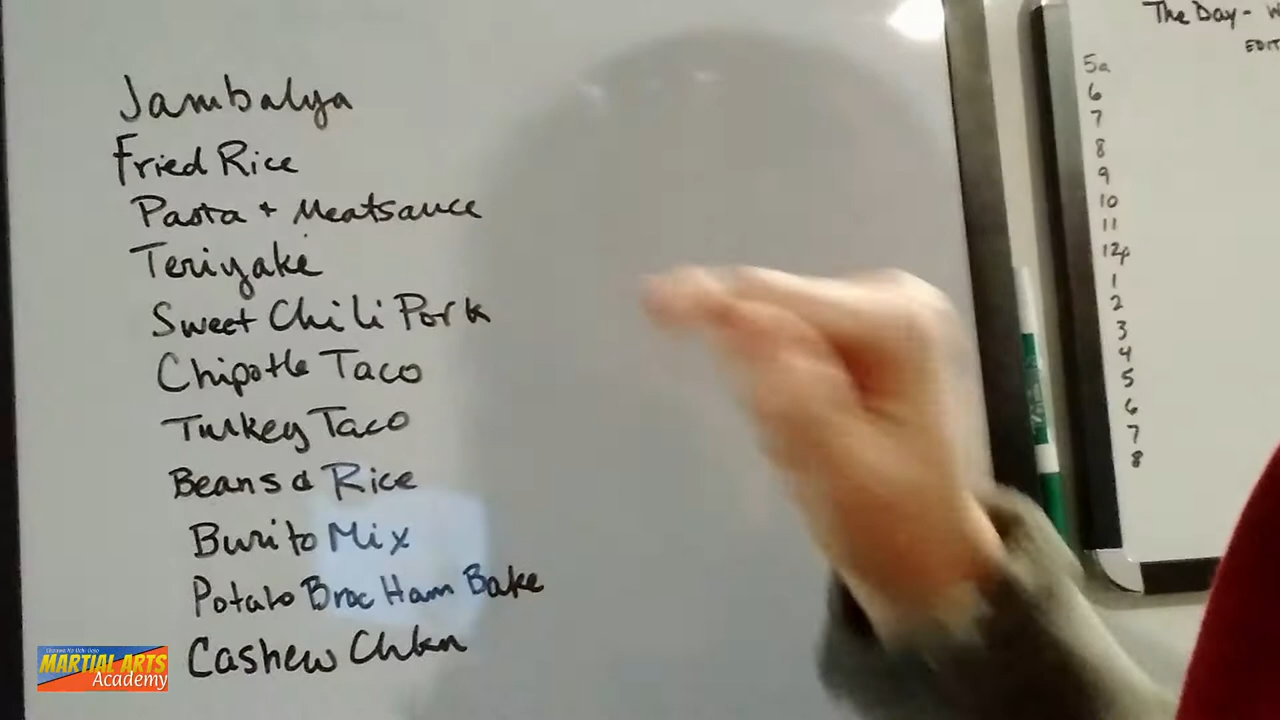 Jambalya
Fried Rice
Pasta + Meatsauce
Teriyake
Sweet Chili Pork
Chipotle Taco
Turkey Taco
Beans & Rice
Burito Mix
Potato Broc Ham Bake
Cashew Chkn
MARTIAL ARTS
Academy
The Day - W
EDIT
5a
6
7
8
9
10
11
12p
1
2
3
4
5
6
7
8